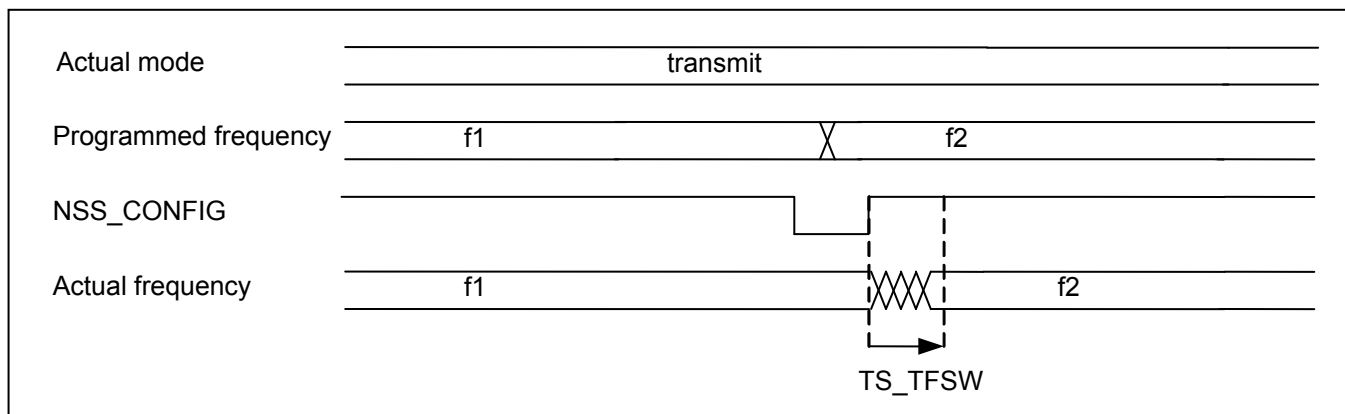 Actual mode
transmit
Programmed frequency
f1
f2
NSS_CONFIG
Actual frequency
f1
f2
TS_TFSW